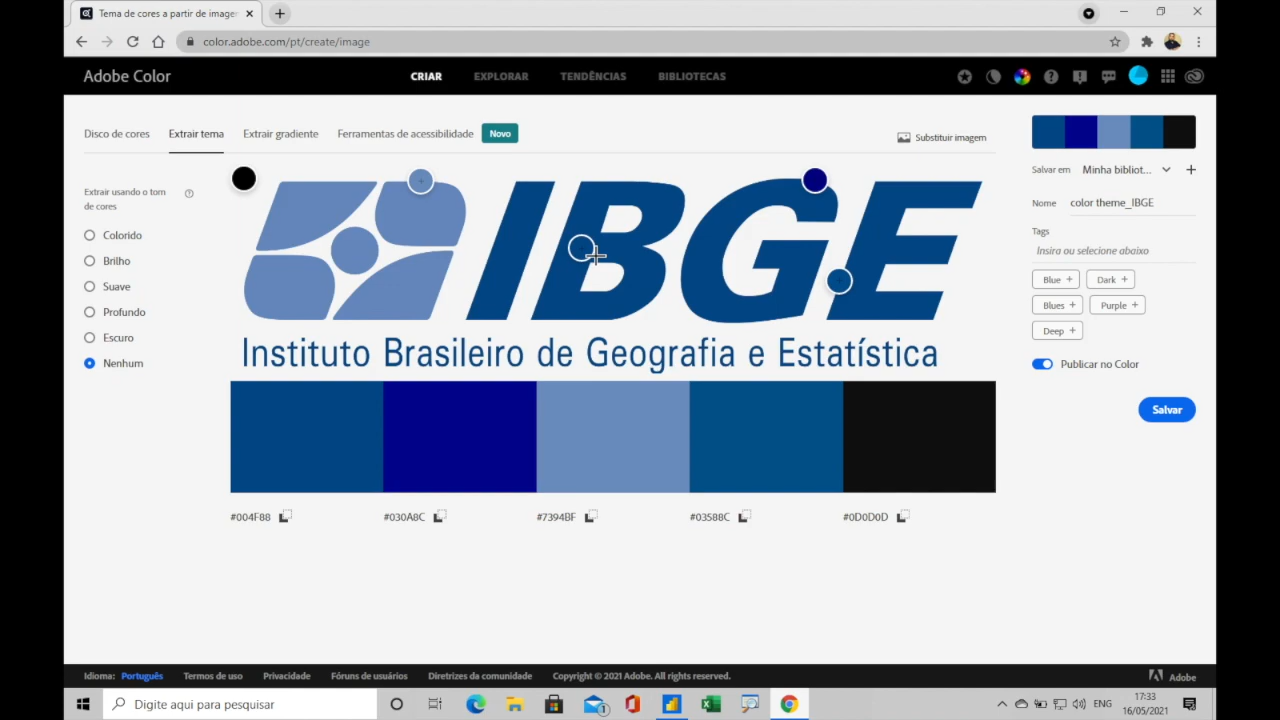 Tema de cores a partir de imagem
color.adobe.com/pt/create/image
Adobe Color
CRIAR
EXPLORAR
TENDÊNCIAS
BIBLIOTECAS
Disco de cores
Extrair tema
Extrair gradiente
Ferramentas de acessibilidade
Novo
Substituir imagem
Extrair usando o tom
de cores
Colorido
Brilho
Suave
Profundo
Escuro
Nenhum
IBGE
Instituto Brasileiro de Geografia e Estatística
#004F88
#030A8C
#7394BF
#03588C
#0D0D0D
Salvar em
Minha bibliot...
Nome
color theme_IBGE
Tags
Insira ou selecione abaixo
Blue +
Dark +
Blues +
Purple +
Deep +
Publicar no Color
Salvar
Idioma: Português
Termos de uso
Privacidade
Fóruns de usuários
Diretrizes da comunidade
Copyright © 2021 Adobe. All rights reserved.
Adobe
Digite aqui para pesquisar
1
ENG
17:33
16/05/2021